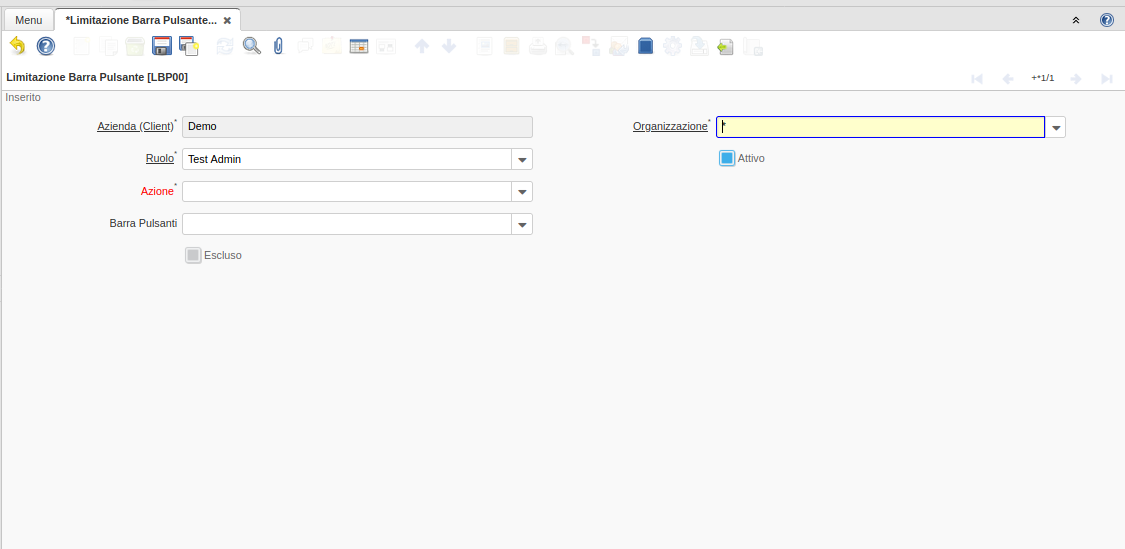 Menu
*Limitazione Barra Pulsante...
Limitazione Barra Pulsante [LBP00]
+*1/1
Inserito
Azienda (Client)*
Demo
Organizzazione*
*
Ruolo*
Test Admin
Attivo
Azione*
Barra Pulsanti
Escluso